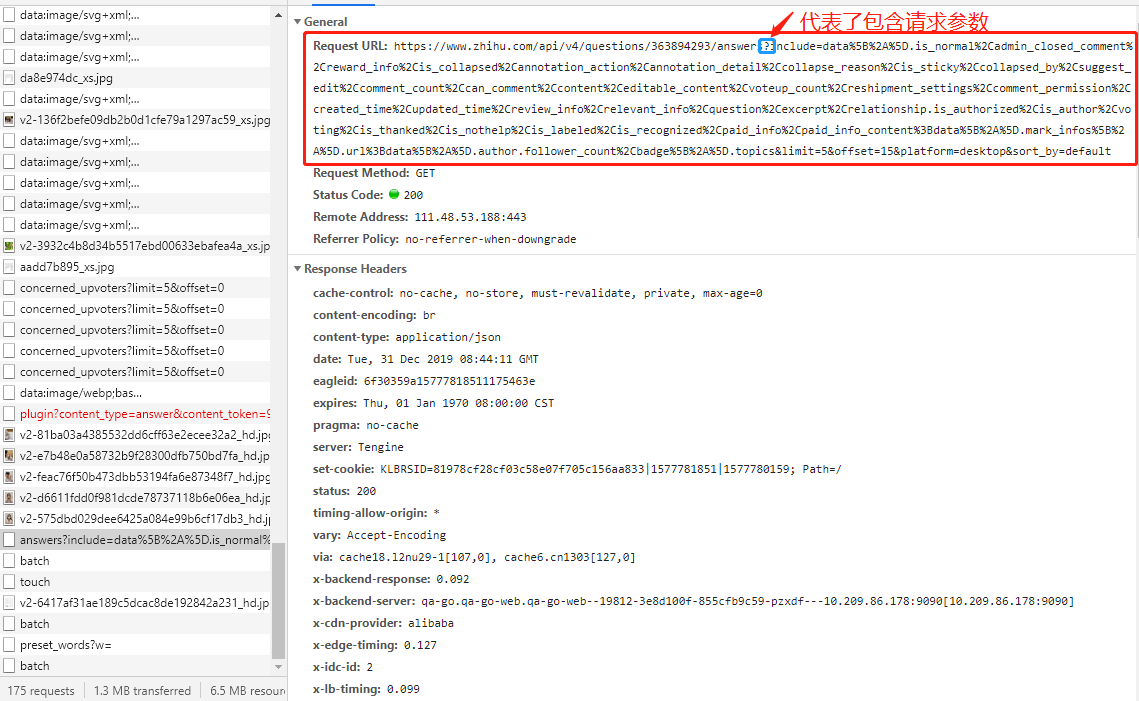 data:image/svg+xml;...
data:image/svg+xml;...
data:image/svg+xml;...
da8e974dc_xs.jpg
data:image/svg+xml;...
v2-136f2befe09db2b0d1cfe79a1297ac59_xs.jpg
data:image/svg+xml;...
data:image/svg+xml;...
data:image/svg+xml;...
data:image/svg+xml;...
data:image/svg+xml;...
v2-3932c4b8d34b5517ebd00633ebafea4a_xs.jp
aadd7b895_xs.jpg
concerned_upvoters?limit=5&offset=0
concerned_upvoters?limit=5&offset=0
concerned_upvoters?limit=5&offset=0
concerned_upvoters?limit=5&offset=0
concerned_upvoters?limit=5&offset=0
data:image/webp;bas...
plugin?content_type=answer&content_token=9
v2-81ba03a4385532dd6cff63e2ecee32a2_hd.jpg
v2-e7b48e0a58732b9f28300dfb750bd7fa_hd.jp
v2-feac76f50b473dbb53194fa6e87348f7_hd.jpg
v2-d6611fdd0f981dcde78737118b6e06ea_hd.jp
v2-575dbd029dee6425a084e99b6cf17db3_hd.jp
answers?include=data%5B%2A%5D.is_normal%
batch
touch
v2-6417af31ae189c5dcac8de192842a231_hd.jp
batch
preset_words?w=
batch
175 requests 1.3 MB transferred 6.5 MB resour
代表了包含请求参数
General
Request URL: https://www.zhihu.com/api/v4/questions/363894293/answers?include=data%5B%2A%5D.is_normal%2Cadmin_closed_comment%
2Creward_info%2Cis_collapsed%2Cannotation_action%2Cannotation_detail%2Ccollapse_reason%2Cis_sticky%2Ccollapsed_by%2Csuggest_
edit%2Ccomment_count%2Ccan_comment%2Ccontent%2Ceditable_content%2Cvoteup_count%2Creshipment_settings%2Ccomment_permission%2C
created_time%2Cupdated_time%2Creview_info%2Crelevant_info%2Cquestion%2Cexcerpt%2Crelationship.is_authorized%2Cis_author%2Cvo
ting%2Cis_thanked%2Cis_nothelp%2Cis_labeled%2Cis_recognized%2Cpaid_info%2Cpaid_info_content%3Bdata%5B%2A%5D.mark_infos%5B%2
A%5D.url%3Bdata%5B%2A%5D.author.follower_count%2Cbadge%5B%2A%5D.topics&limit=5&offset=15&platform=desktop&sort_by=default
Request Method: GET
Status Code: 200
Remote Address: 111.48.53.188:443
Referrer Policy: no-referrer-when-downgrade
Response Headers
cache-control: no-cache, no-store, must-revalidate, private, max-age=0
content-encoding: br
content-type: application/json
date: Tue, 31 Dec 2019 08:44:11 GMT
eagleid: 6f30359a15777818511175463e
expires: Thu, 01 Jan 1970 08:00:00 CST
pragma: no-cache
server: Tengine
set-cookie: KLBRSID=81978cf28cf03c58e07f705c156aa833|1577781851|1577780159; Path=/
status: 200
timing-allow-origin: *
vary: Accept-Encoding
via: cache18.l2nu29-1[107,0], cache6.cn1303[127,0]
x-backend-response: 0.092
x-backend-server: qa-go.qa-go-web.qa-go-web--19812-3e8d100f-855cfb9c59-pzxdf---10.209.86.178:9090[10.209.86.178:9090]
x-cdn-provider: alibaba
x-edge-timing: 0.127
x-idc-id: 2
x-lb-timing: 0.099